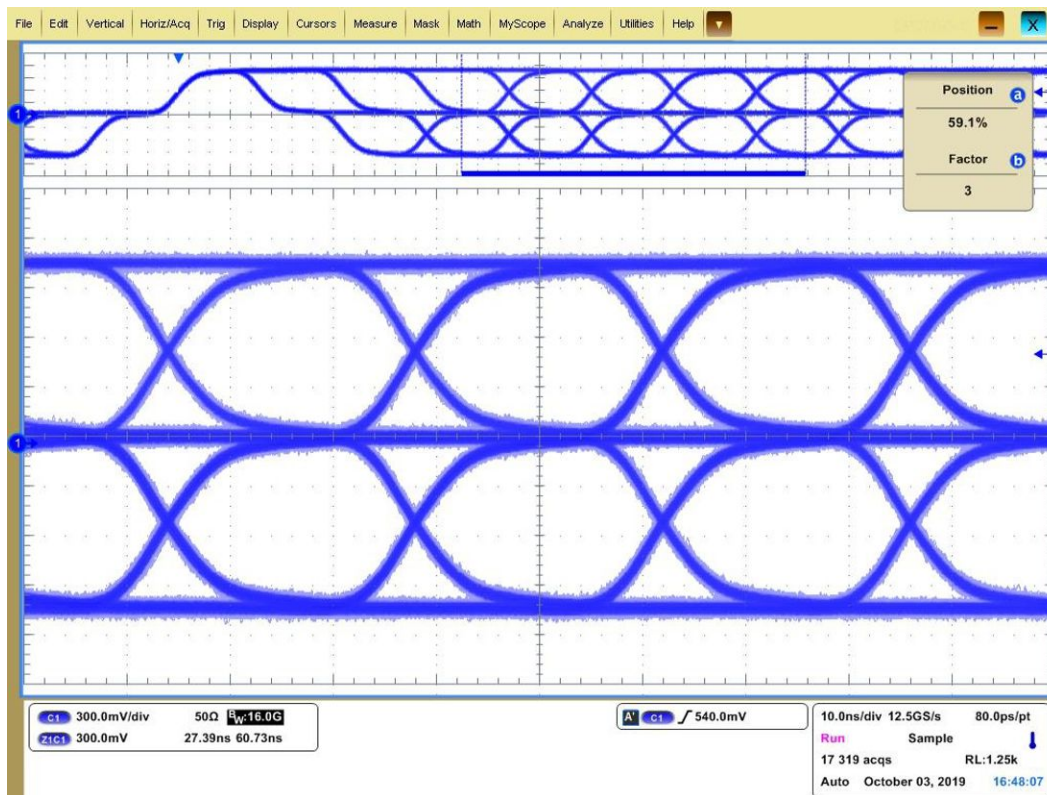 File Edit Vertical Horiz/Acq Trig Display Cursors Measure Mask Math MyScope Analyze Utilities Help
X
Position a
59.1%
Factor b
3
1
1
C1 300.0mV/div 50Ω BW:16.0G
Z1C1 300.0mV 27.39ns 60.73ns
A' C1 540.0mV
10.0ns/div 12.5GS/s 80.0ps/pt
Run Sample
17 319 acqs RL:1.25k
Auto October 03, 2019 16:48:07